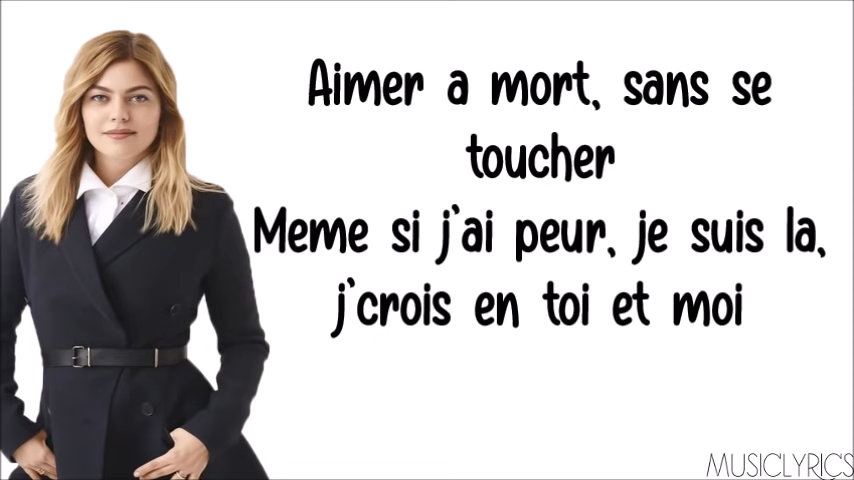 Aimer a mort, sans se
toucher
Meme si j'ai peur, je suis la,
j'crois en toi et moi
MUSICLYRICS